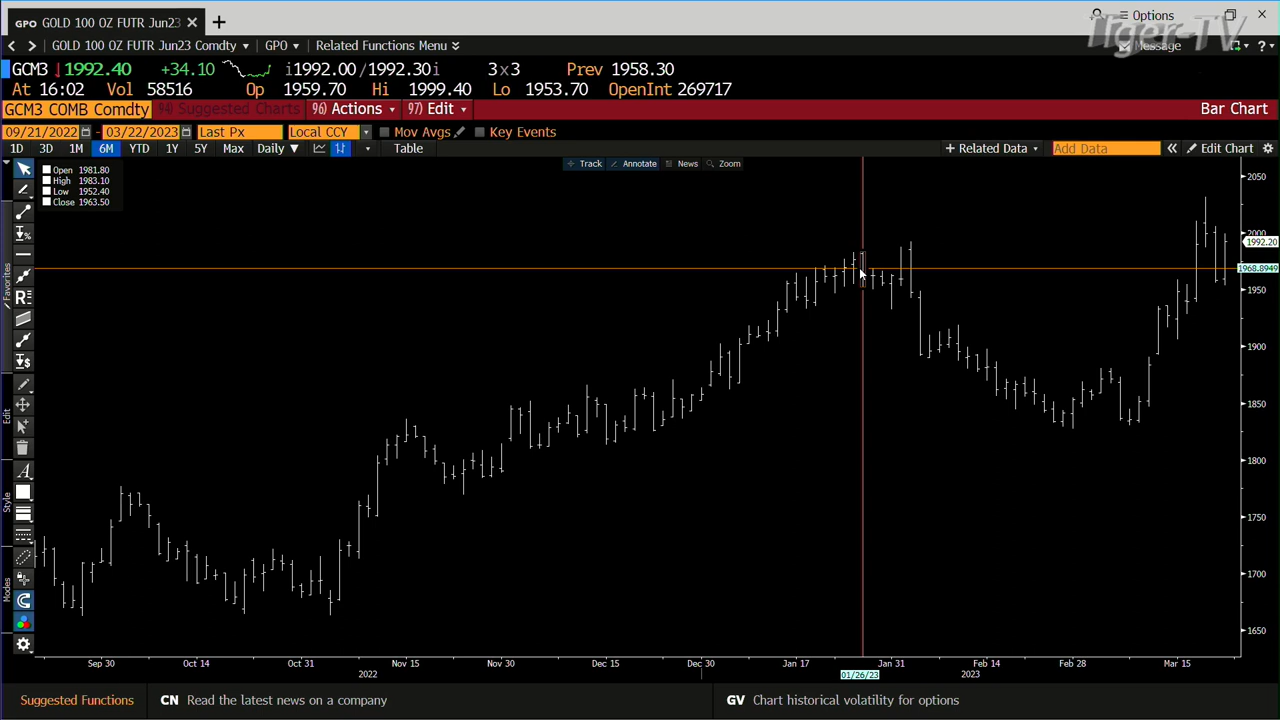 GPO GOLD 100 OZ FUTR Jun23
Options
Tiger-TV
GOLD 100 OZ FUTR Jun23 Comdty GPO Related Functions Menu
Message
GCM3 1992.40 +34.10 i1992.00/1992.30i 3x3 Prev 1958.30
At 16:02 Vol 58516 Op 1959.70 Hi 1999.40 Lo 1953.70 OpenInt 269717
GCM3 COMB Comdty 94) Suggested Charts 96) Actions 97) Edit Bar Chart
09/21/2022 - 03/22/2023 Last Px Local CCY Mov Avgs Key Events
1D 3D 1M 6M YTD 1Y 5Y Max Daily Table + Related Data Add Data Edit Chart
Track Annotate News Zoom
Open 1981.80
High 1983.10
Low 1952.40
Close 1963.50
Favorites
Edit
Style
Modes
2050
2000
1992.20
1968.8949
1950
1900
1850
1800
1750
1700
1650
Sep 30 Oct 14 Oct 31 Nov 15 Nov 30 Dec 15 Dec 30 Jan 17 Jan 31 Feb 14 Feb 28 Mar 15
2022 01/26/23 2023
Suggested Functions CN Read the latest news on a company GV Chart historical volatility for options